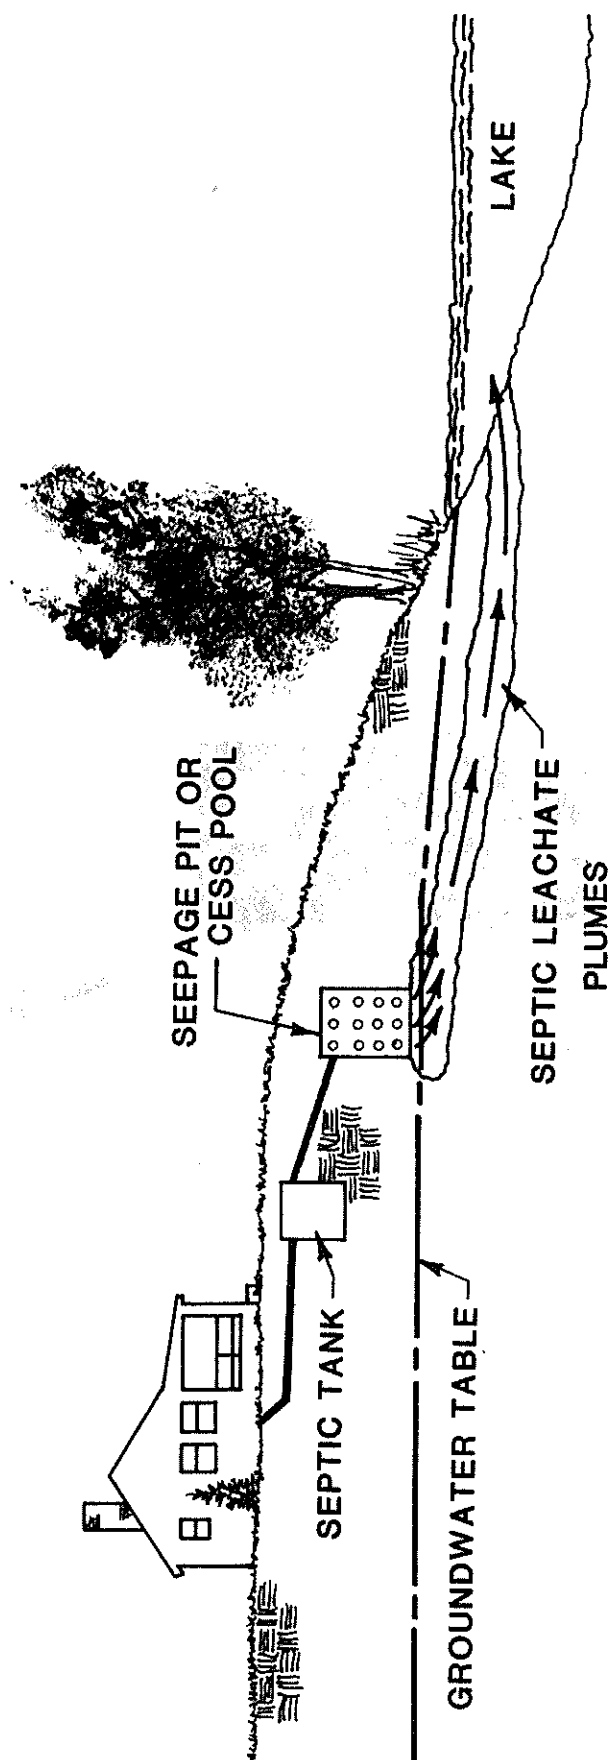 SEEPAGE PIT OR
CESS POOL
LAKE
SEPTIC TANK
GROUNDWATER TABLE
SEPTIC LEACHATE
PLUMES